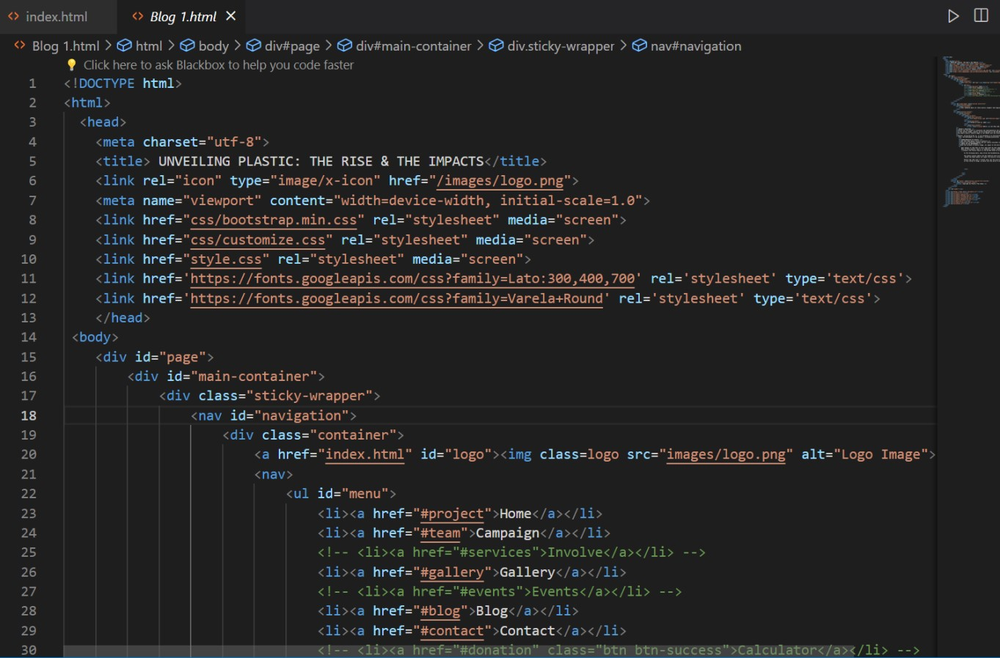 index.html Blog 1.html
Blog 1.html > html > body > div#page > div#main-container > div.sticky-wrapper > nav#navigation
Click here to ask Blackbox to help you code faster
1 <!DOCTYPE html>
2 <html>
3 <head>
4 <meta charset="utf-8">
5 <title> UNVEILING PLASTIC: THE RISE & THE IMPACTS</title>
6 <link rel="icon" type="image/x-icon" href="/images/logo.png">
7 <meta name="viewport" content="width=device-width, initial-scale=1.0">
8 <link href="css/bootstrap.min.css" rel="stylesheet" media="screen">
9 <link href="css/customize.css" rel="stylesheet" media="screen">
10 <link href="style.css" rel="stylesheet" media="screen">
11 <link href='https://fonts.googleapis.com/css?family=Lato:300,400,700' rel='stylesheet' type='text/css'>
12 <link href='https://fonts.googleapis.com/css?family=Varela+Round' rel='stylesheet' type='text/css'>
13 </head>
14 <body>
15 <div id="page">
16 <div id="main-container">
17 <div class="sticky-wrapper">
18 <nav id="navigation">
19 <div class="container">
20 <a href="index.html" id="logo"><img class=logo src="images/logo.png" alt="Logo Image">
21 <nav>
22 <ul id="menu">
23 <li><a href="#project">Home</a></li>
24 <li><a href="#team">Campaign</a></li>
25 <!-- <li><a href="#services">Involve</a></li> -->
26 <li><a href="#gallery">Gallery</a></li>
27 <!-- <li><a href="#events">Events</a></li> -->
28 <li><a href="#blog">Blog</a></li>
29 <li><a href="#contact">Contact</a></li>
30 <!-- <li><a href="#donation" class="btn btn-success">Calculator</a></li> -->